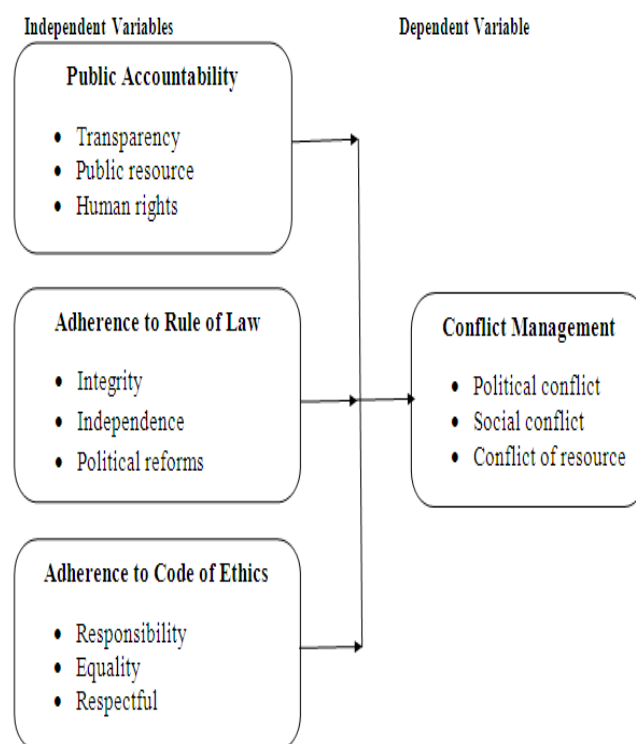 Independent Variables
Dependent Variable
Public Accountability
• Transparency
• Public resource
• Human rights
Adherence to Rule of Law
• Integrity
• Independence
• Political reforms
Conflict Management
• Political conflict
• Social conflict
• Conflict of resource
Adherence to Code of Ethics
• Responsibility
• Equality
• Respectful